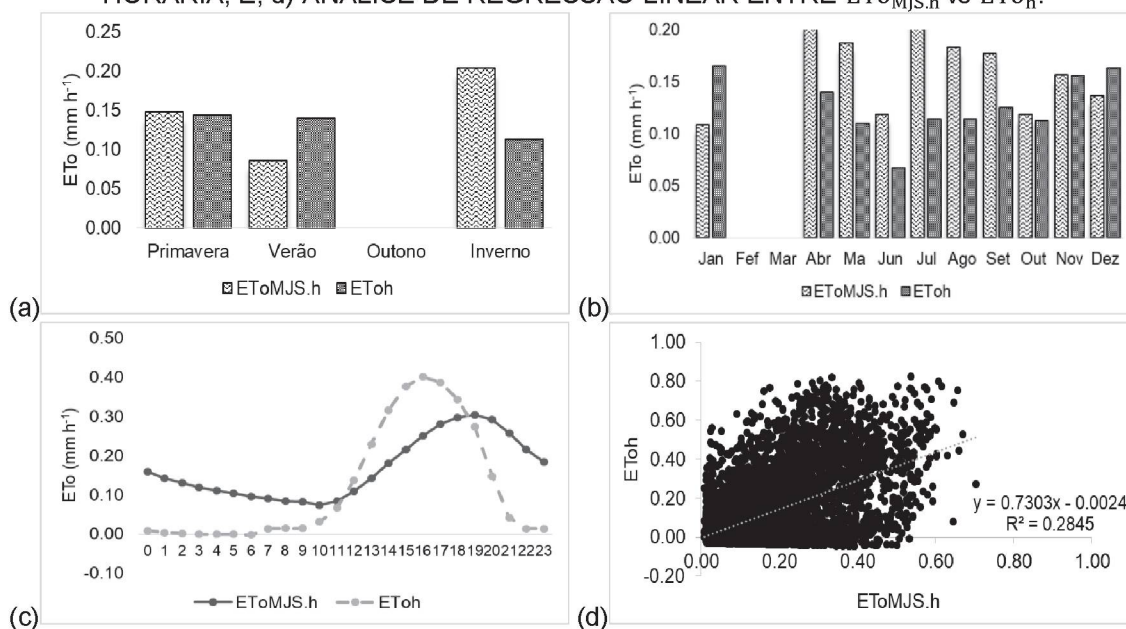 HORÁRIA; E, d) ANÁLISE DE REGRESSÃO LINEAR ENTRE ETo_MJS.h vs ETo_h.
0.25
0.20
0.15
0.10
0.05
0.00
ETo (mm h⁻¹)
Primavera Verão Outono Inverno
EToMJS.h EToh
(a)
0.20
0.15
0.10
0.05
0.00
ETo (mm h⁻¹)
Jan Fef Mar Abr Ma Jun Jul Ago Set Out Nov Dez
EToMJS.h EToh
(b)
0.50
0.40
0.30
0.20
0.10
0.00
-0.10
ETo (mm h⁻¹)
0 1 2 3 4 5 6 7 8 9 10 11 12 13 14 15 16 17 18 19 20 21 22 23
EToMJS.h EToh
(c)
1.00
0.80
0.60
0.40
0.20
0.00
-0.20
EToh
y = 0.7303x - 0.0024
R² = 0.2845
0.00 0.20 0.40 0.60 0.80 1.00
EToMJS.h
(d)